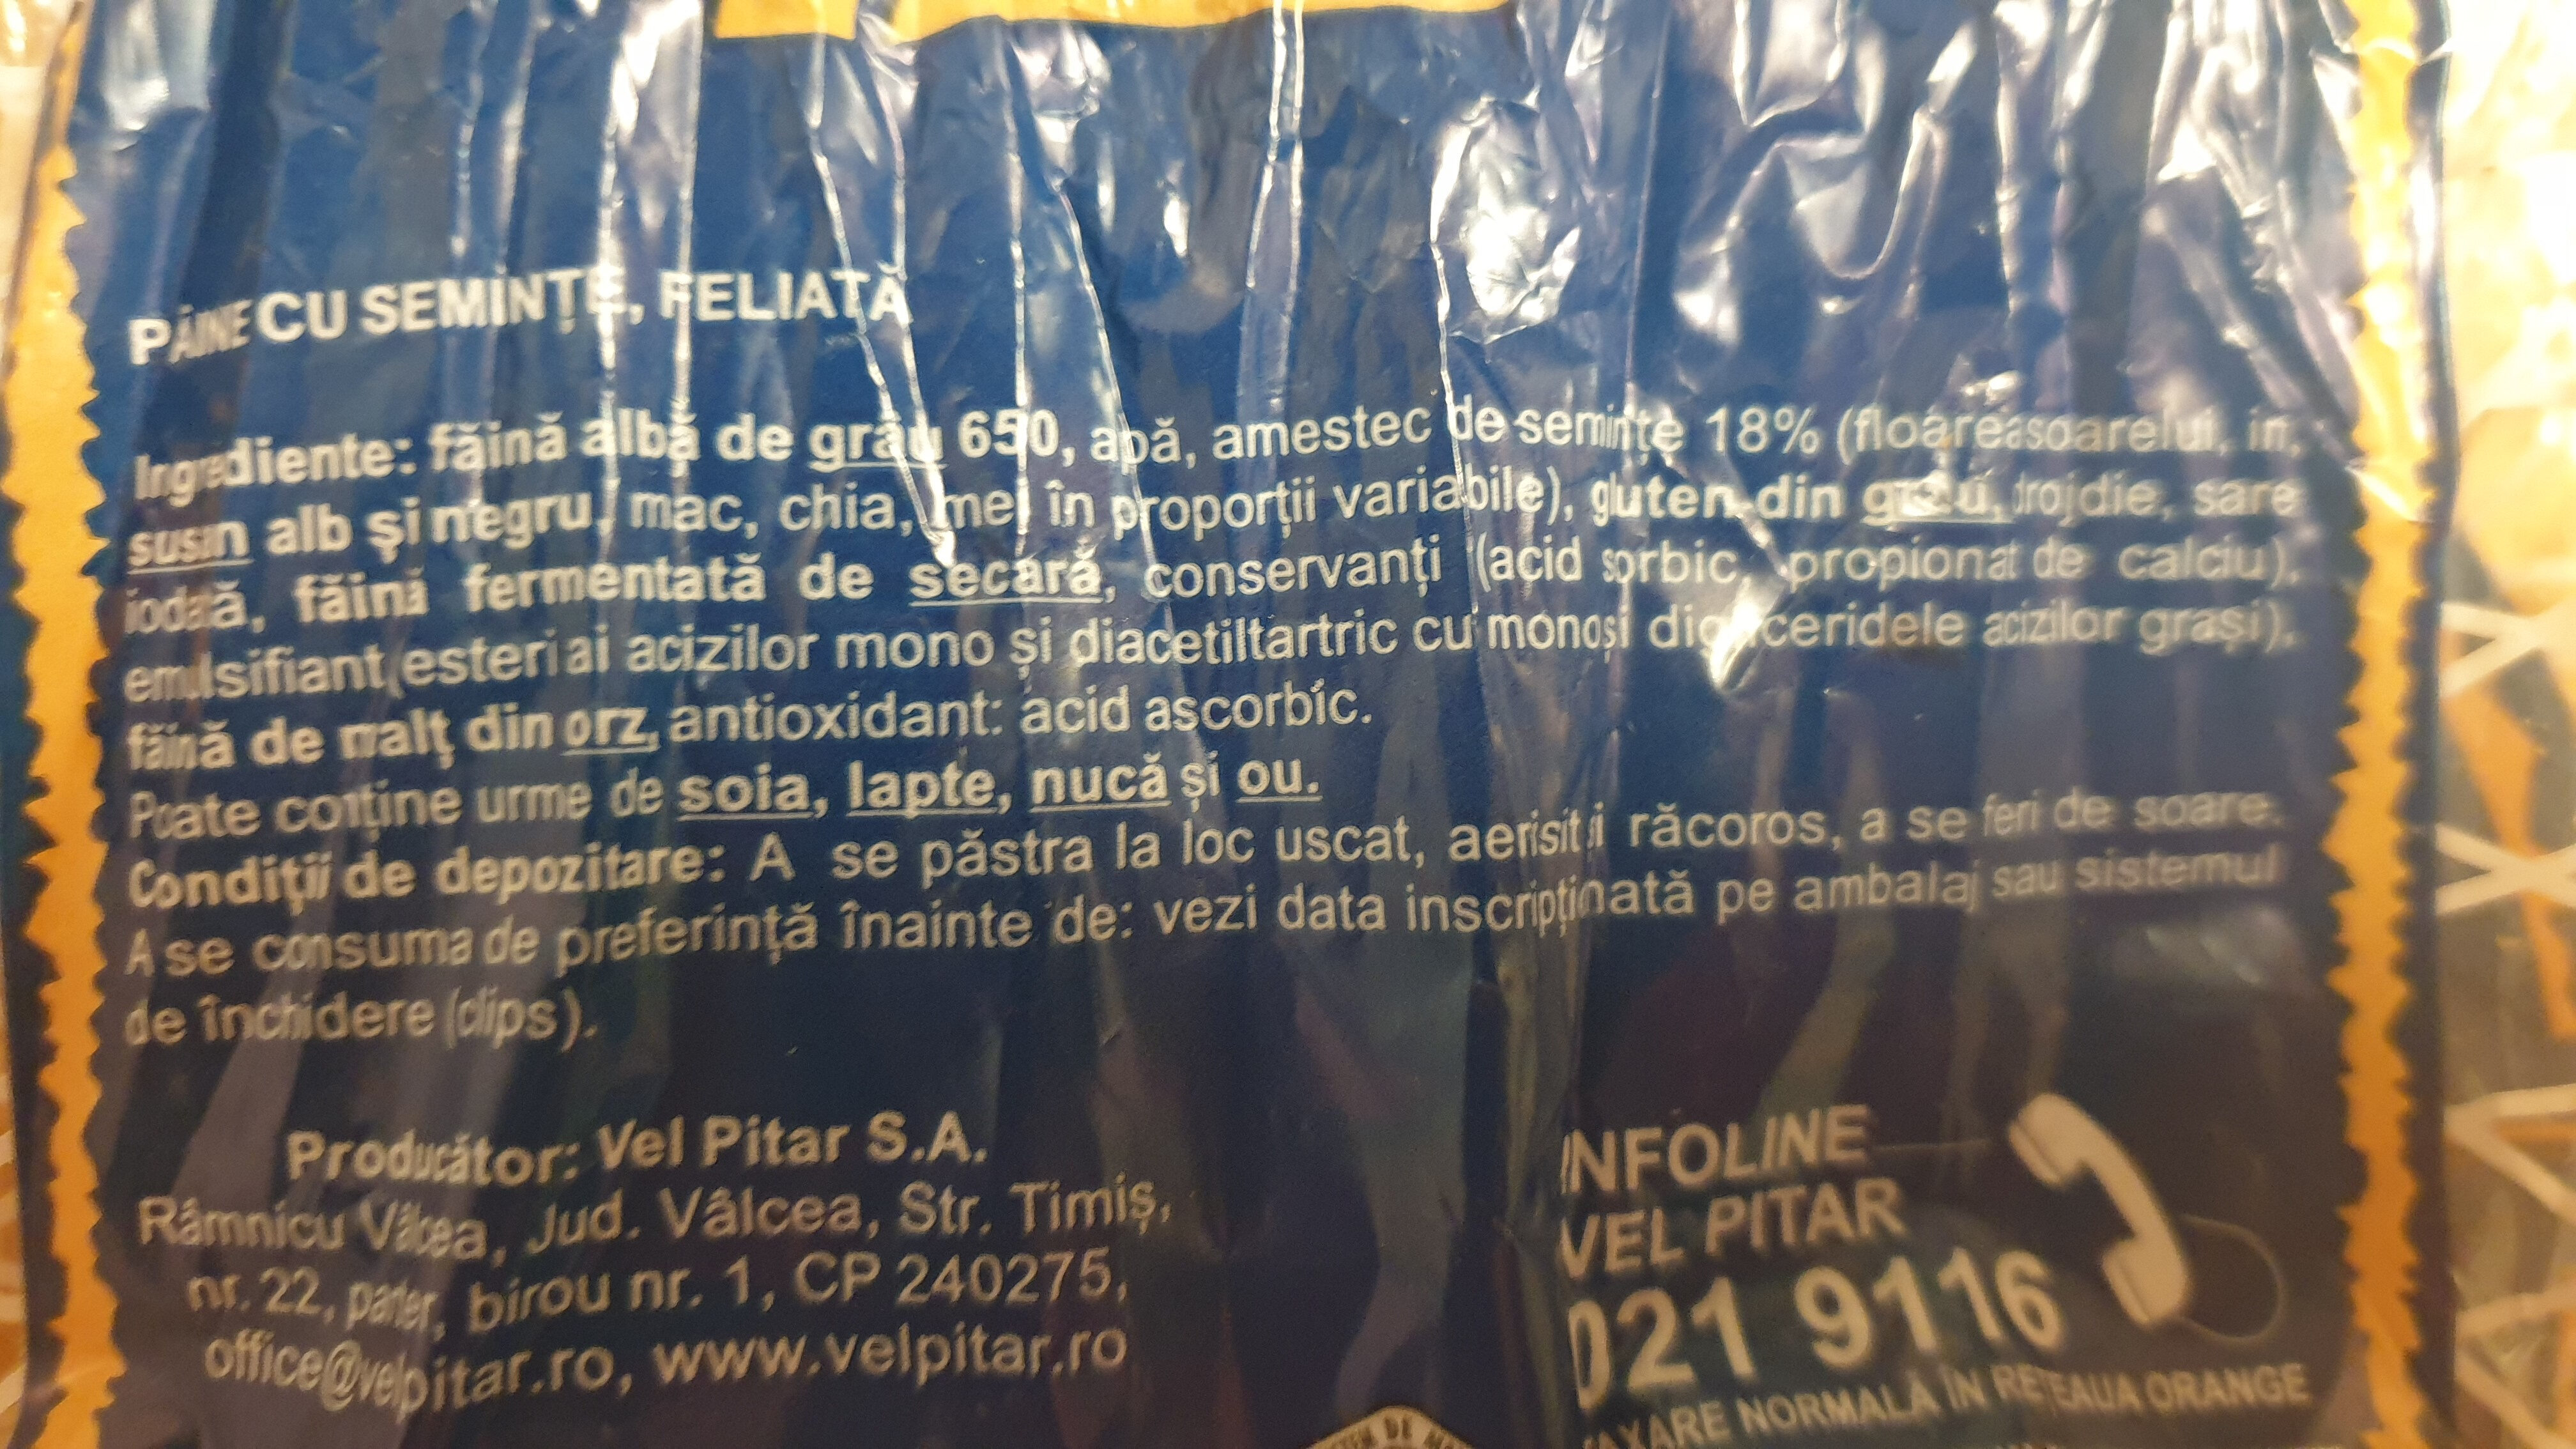 PÂINE CU SEMINȚE, FELIATĂ
Ingrediente: făină albă de grâu 650, apă, amestec de semințe 18% (floareasoarelui, in,
susan alb și negru, mac, chia, mei în proporții variabile), gluten din grâu, drojdie, sare
iodată, făină fermentată de secară, conservanți (acid sorbic, propionat de calciu),
emulsifiant (esteri ai acizilor mono și diacetiltartric cu mono și digliceridele acizilor grași),
făină de malț din orz, antioxidant: acid ascorbic.
Poate conține urme de soia, lapte, nucă și ou.
Condiții de depozitare: A se păstra la loc uscat, aerisit și răcoros, a se feri de soare.
A se consuma de preferință înainte de: vezi data inscripținată pe ambalaj sau sistemul
de închidere (clips).
Producător: Vel Pitar S.A.
Râmnicu Vâlcea, Jud. Vâlcea, Str. Timiș,
nr. 22, parter, birou nr. 1, CP 240275,
office@velpitar.ro, www.velpitar.ro
INFOLINE
VEL PITAR
021 9116
TAXARE NORMALĂ ÎN REȚEAUA ORANGE